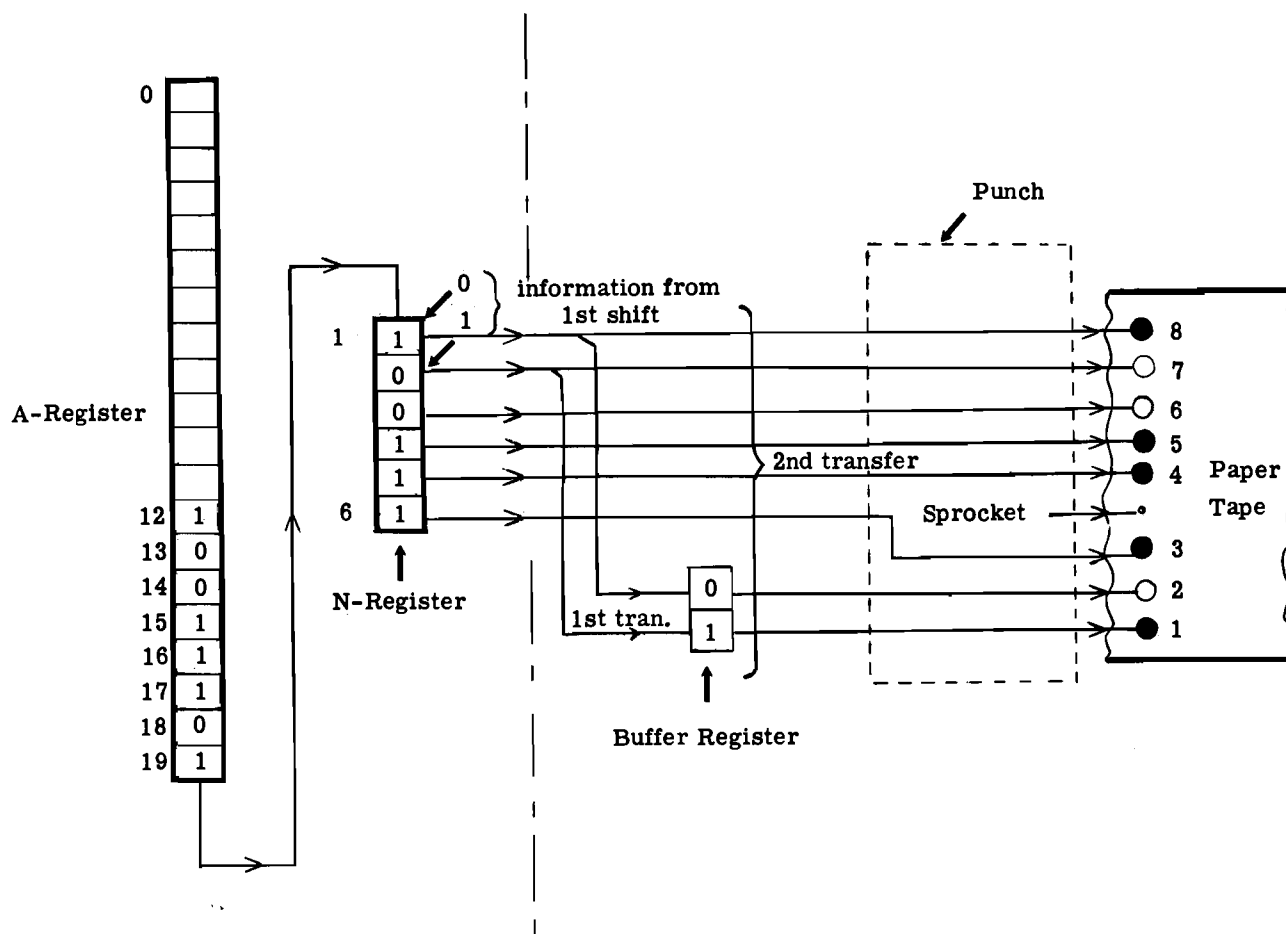 0
A-Register
12 1
13 0
14 0
15 1
16 1
17 1
18 0
19 1
0
1
information from
1st shift
1 1
0
0
1
1
6 1
N-Register
1st tran.
0
1
Buffer Register
2nd transfer
Punch
Sprocket
8
7
6
5
4
3
2
1
Paper
Tape